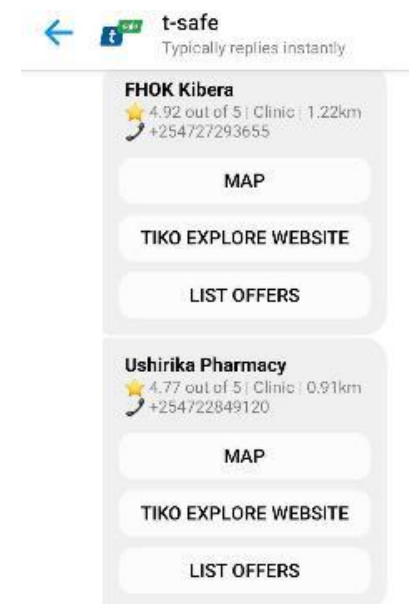 t-safe
Typically replies instantly
FHOK Kibera
4.92 out of 5 | Clinic | 1.22km
+254727293655
MAP
TIKO EXPLORE WEBSITE
LIST OFFERS
Ushirika Pharmacy
4.77 out of 5 | Clinic | 0.91km
+254722849120
MAP
TIKO EXPLORE WEBSITE
LIST OFFERS